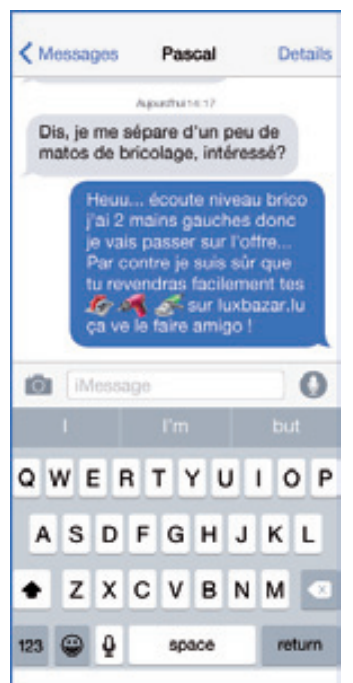 Messages Pascal Details
Aujourd'hui 14:17
Dis, je me sépare d'un peu de
matos de bricolage, intéressé?
Heuu... écoute niveau brico
j'ai 2 mains gauches donc
je vais passer sur l'offre...
Par contre je suis sûr que
tu revendras facilement tes
sur luxbazar.lu
ça ve le faire amigo !
iMessage
I I'm but
Q W E R T Y U I O P
A S D F G H J K L
Z X C V B N M
123 space return